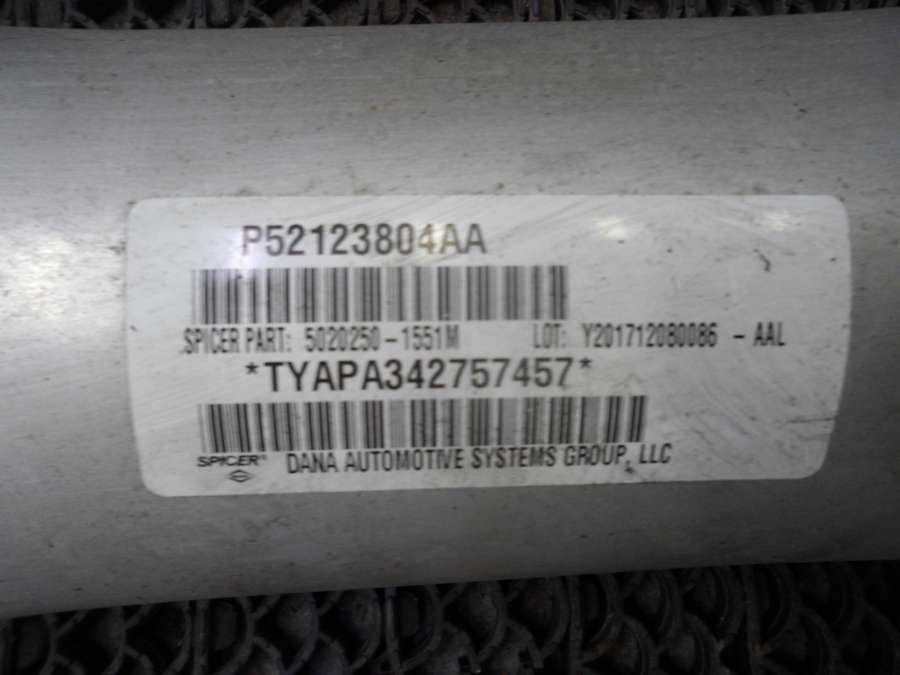 P52123804AA
SPICER PART: 5020250-1551M LOT: Y201712080086 - AAL
*TYAPA342757457*
SPICER® DANA AUTOMOTIVE SYSTEMS GROUP, LLC